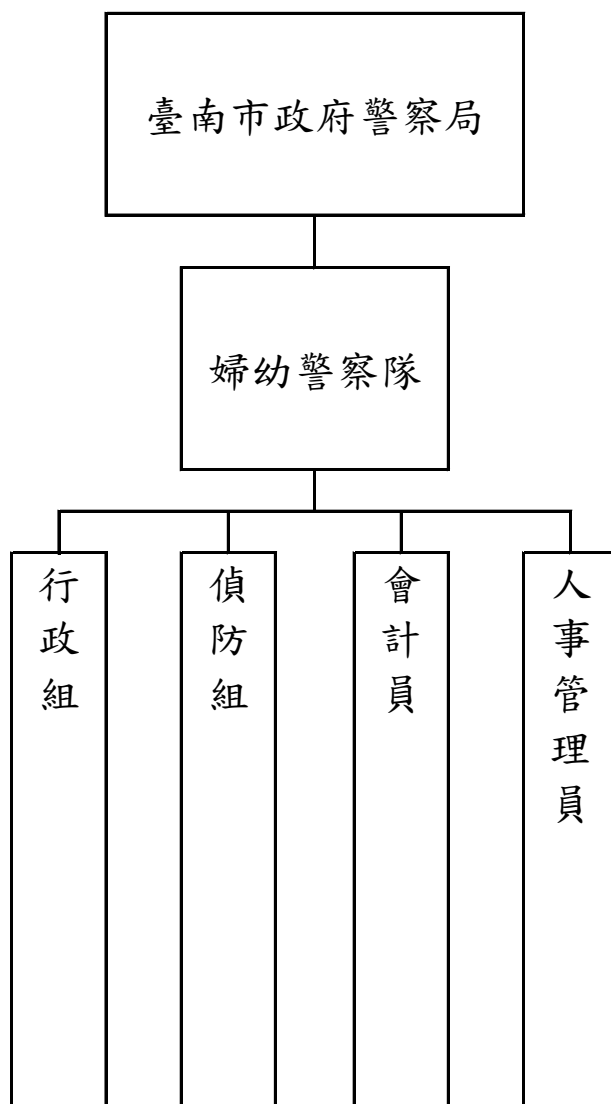 臺南市政府警察局
婦幼警察隊
行政組
偵防組
會計員
人事管理員